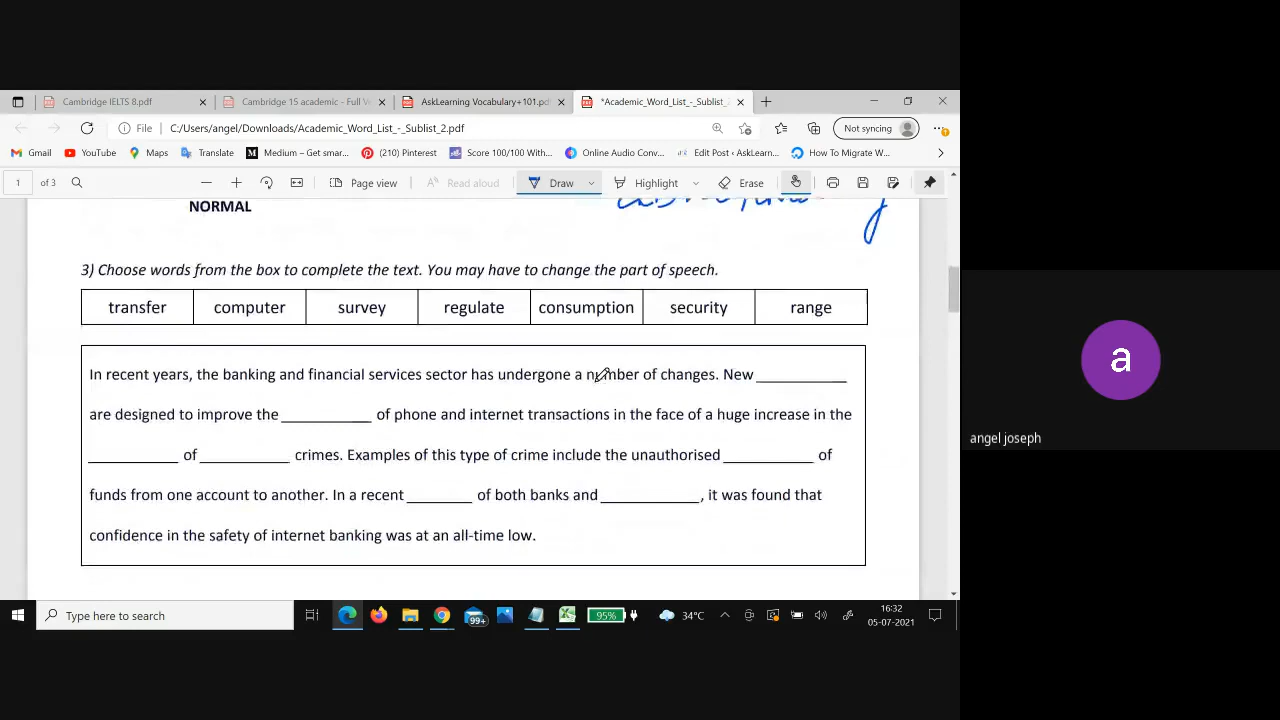 Cambridge IELTS 8.pdf
Cambridge 15 academic - Full V
AskLearning Vocabulary+101.pd
*Academic_Word_List_-_Sublist_2
File
C:/Users/angel/Downloads/Academic_Word_List_-_Sublist_2.pdf
Not syncing
Gmail
YouTube
Maps
Translate
Medium – Get smar...
(210) Pinterest
Score 100/100 With...
Online Audio Conv...
Edit Post ‹ AskLearn...
How To Migrate W...
1
of 3
Page view
Read aloud
Draw
Highlight
Erase
NORMAL
3) Choose words from the box to complete the text. You may have to change the part of speech.
transfer computer survey regulate consumption security range
In recent years, the banking and financial services sector has undergone a number of changes. New ___________
are designed to improve the ___________ of phone and internet transactions in the face of a huge increase in the
___________ of ___________ crimes. Examples of this type of crime include the unauthorised ___________ of
funds from one account to another. In a recent ________ of both banks and ____________, it was found that
confidence in the safety of internet banking was at an all-time low.
a
angel joseph
Type here to search
99+
95%
34°C
16:32
05-07-2021